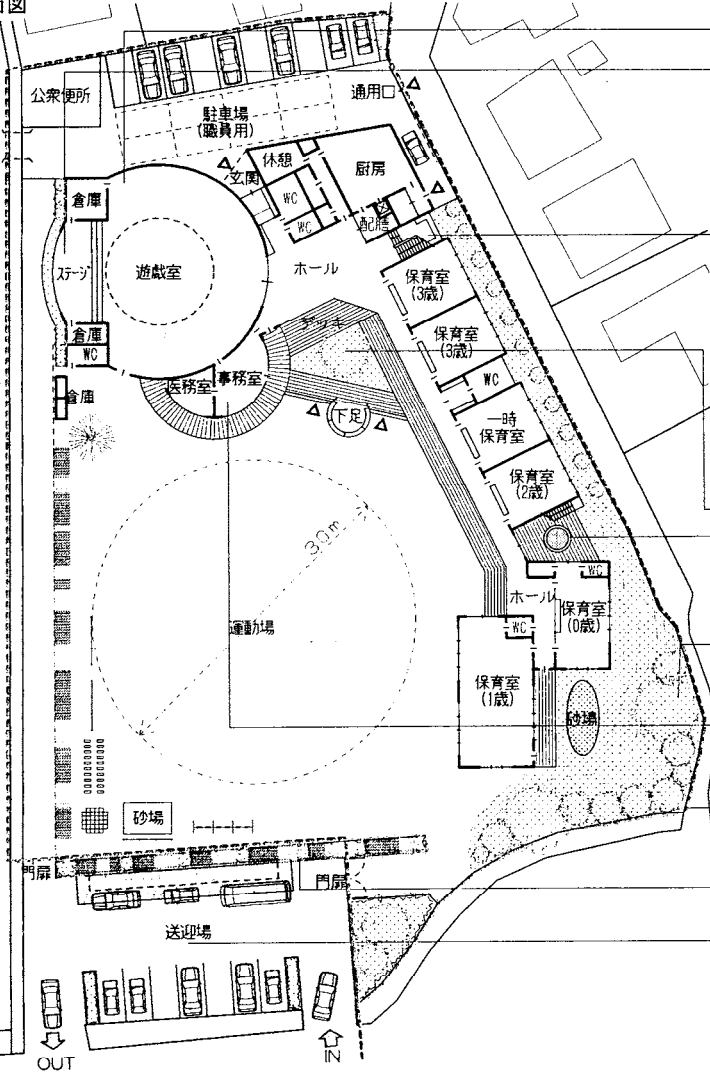 面図
公衆便所
駐車場
(職員用)
通用口
玄関
休憩
厨房
倉庫
WC
WC
配膳
ステージ
遊戯室
ホール
保育室
(3歳)
デッキ
保育室
(3歳)
倉庫
WC
医務室
事務室
WC
倉庫
下足
一時
保育室
保育室
(2歳)
30m
WC
ホール
保育室
(0歳)
運動場
WC
保育室
(1歳)
砂場
砂場
門扉
門扉
送迎場
OUT
IN